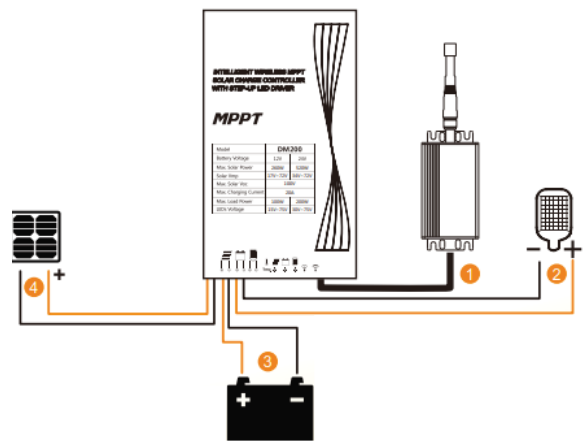 INTELLIGENT WIRELESS MPPT
SOLAR CHARGE CONTROLLER
WITH STEP-UP LED DRIVER
MPPT
Model DM200
Battery Voltage 12V 24V
Max. Solar Power 260W 520W
Solar Vmp
Max. Solar Voc 100V
Max. Charging Current 20A
Max. Load Power 100W 200W
Voltage
1
− +
2
+
4
3
+ −